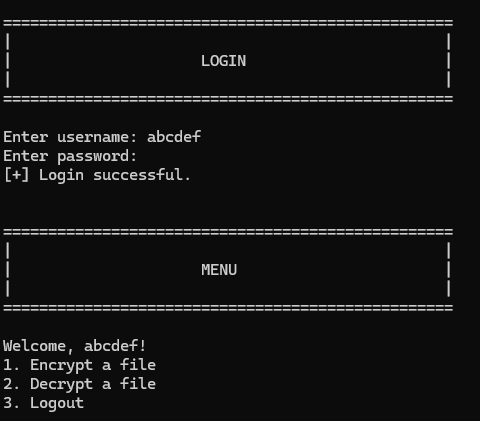 ==================================================
|                                                |
|                     LOGIN                      |
|                                                |
==================================================
Enter username: abcdef
Enter password:
[+] Login successful.
==================================================
|                                                |
|                     MENU                       |
|                                                |
==================================================
Welcome, abcdef!
1. Encrypt a file
2. Decrypt a file
3. Logout